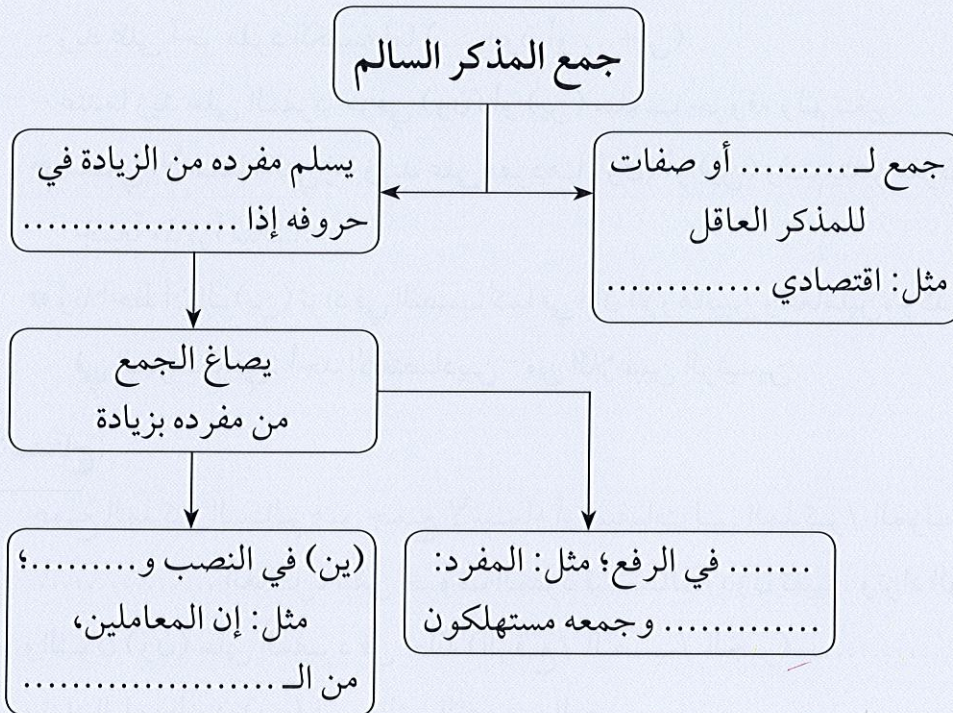 جمع المذكر السالم
جمع لـ ......... أو صفات
للمذكر العاقل
مثل: اقتصادي .............
يسلم مفرده من الزيادة في
حروفه إذا ..................
يصاغ الجمع
من مفرده بزيادة
....... في الرفع؛ مثل: المفرد:
............. وجمعه مستهلكون
(ين) في النصب و.........؛
مثل: إن المعاملين،
من الـ ......................